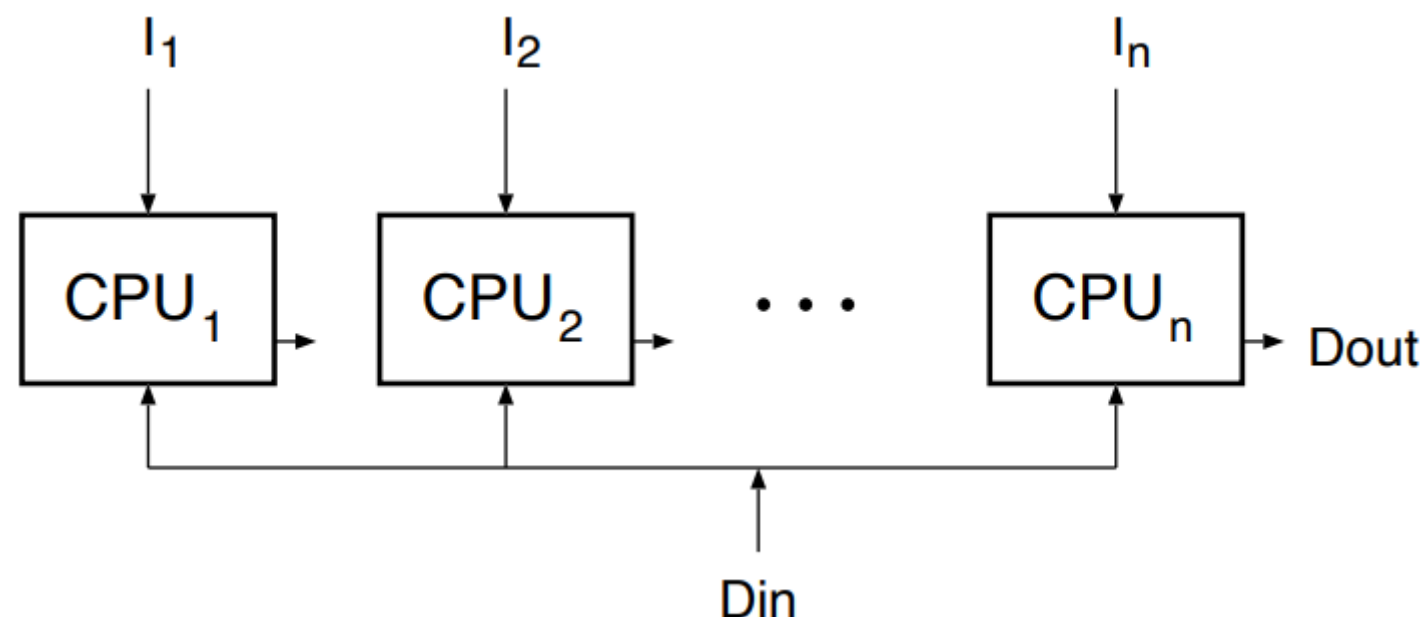 I1 I2 In
CPU1 CPU2 • • • CPUn
Dout
Din